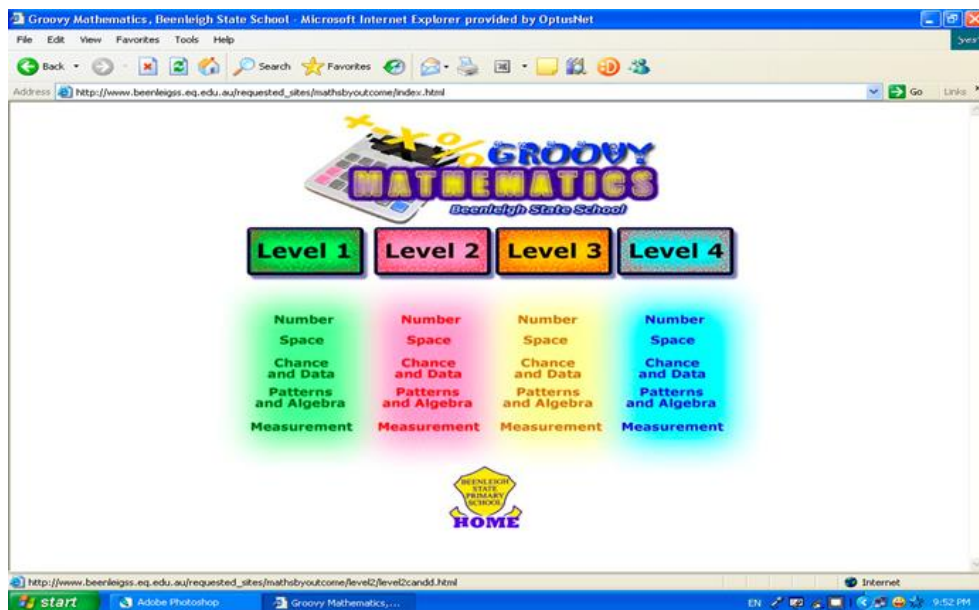 Groovy Mathematics, Beenleigh State School - Microsoft Internet Explorer provided by OptusNet
File Edit View Favorites Tools Help
Back Search Favorites
Address http://www.beenleigss.eq.edu.au/requested_sites/mathsbyoutcome/index.html Go Links
+-x% GROOVY
MATHEMATICS
Beenleigh State School
Level 1 Level 2 Level 3 Level 4
Number Number Number Number
Space Space Space Space
Chance and Data Chance and Data Chance and Data Chance and Data
Patterns and Algebra Patterns and Algebra Patterns and Algebra Patterns and Algebra
Measurement Measurement Measurement Measurement
BEENLEIGH
STATE
PRIMARY
SCHOOL
HOME
http://www.beenleigss.eq.edu.au/requested_sites/mathsbyoutcome/level2/level2candd.html Internet
start Adobe Photoshop Groovy Mathematics,... EN 9:52 PM